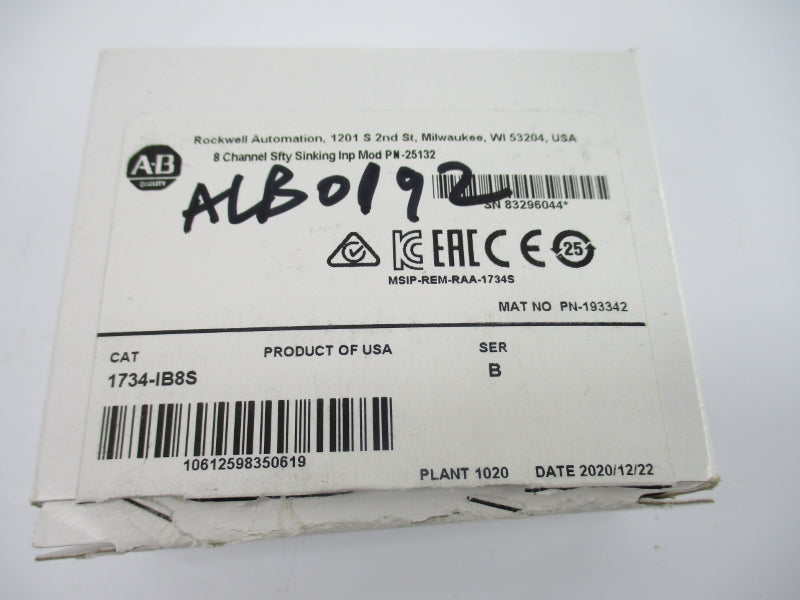 Rockwell Automation, 1201 S 2nd St, Milwaukee, WI 53204, USA
8 Channel Sfty Sinking Inp Mod PN-25132
A-B
QUALITY
ALB0192
SN 83296044*
EAC CE 25
MSIP-REM-RAA-1734S
MAT NO PN-193342
CAT PRODUCT OF USA SER
1734-IB8S B
10612598350619
PLANT 1020 DATE 2020/12/22